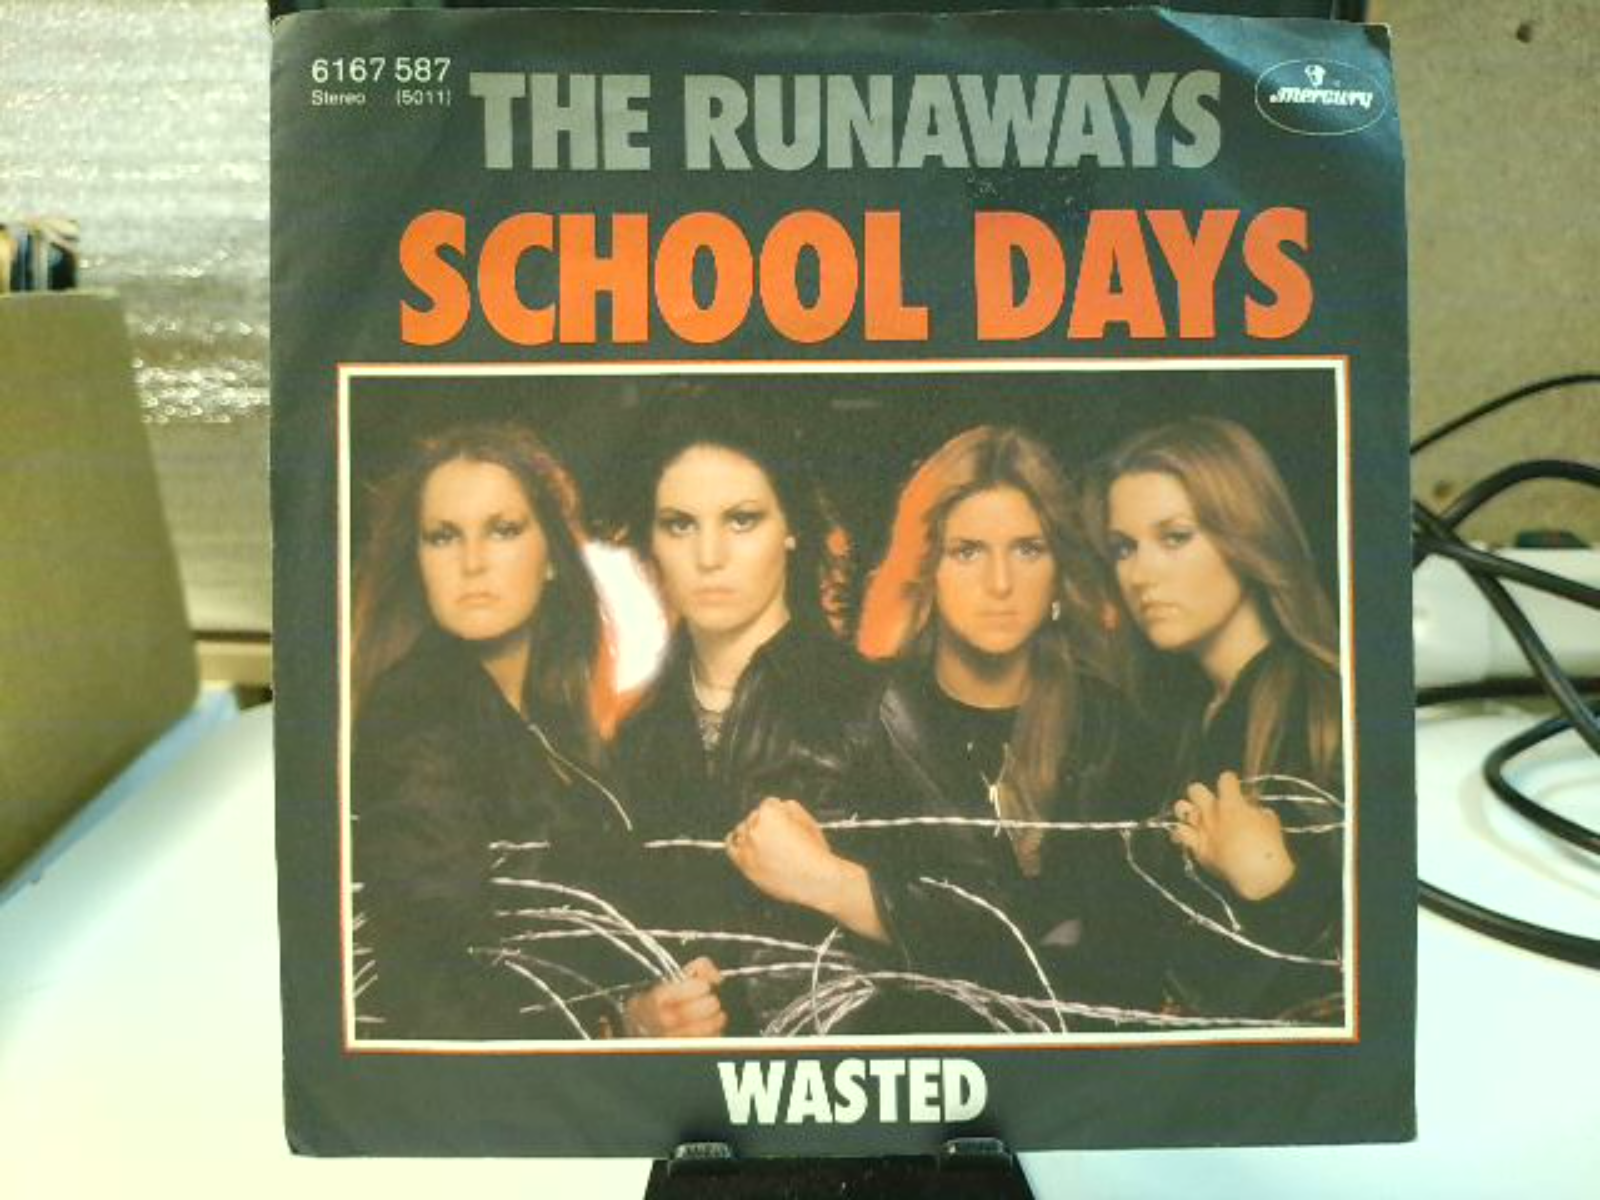 6167 587
Stereo (5011)
THE RUNAWAYS
mercury
SCHOOL DAYS
WASTED